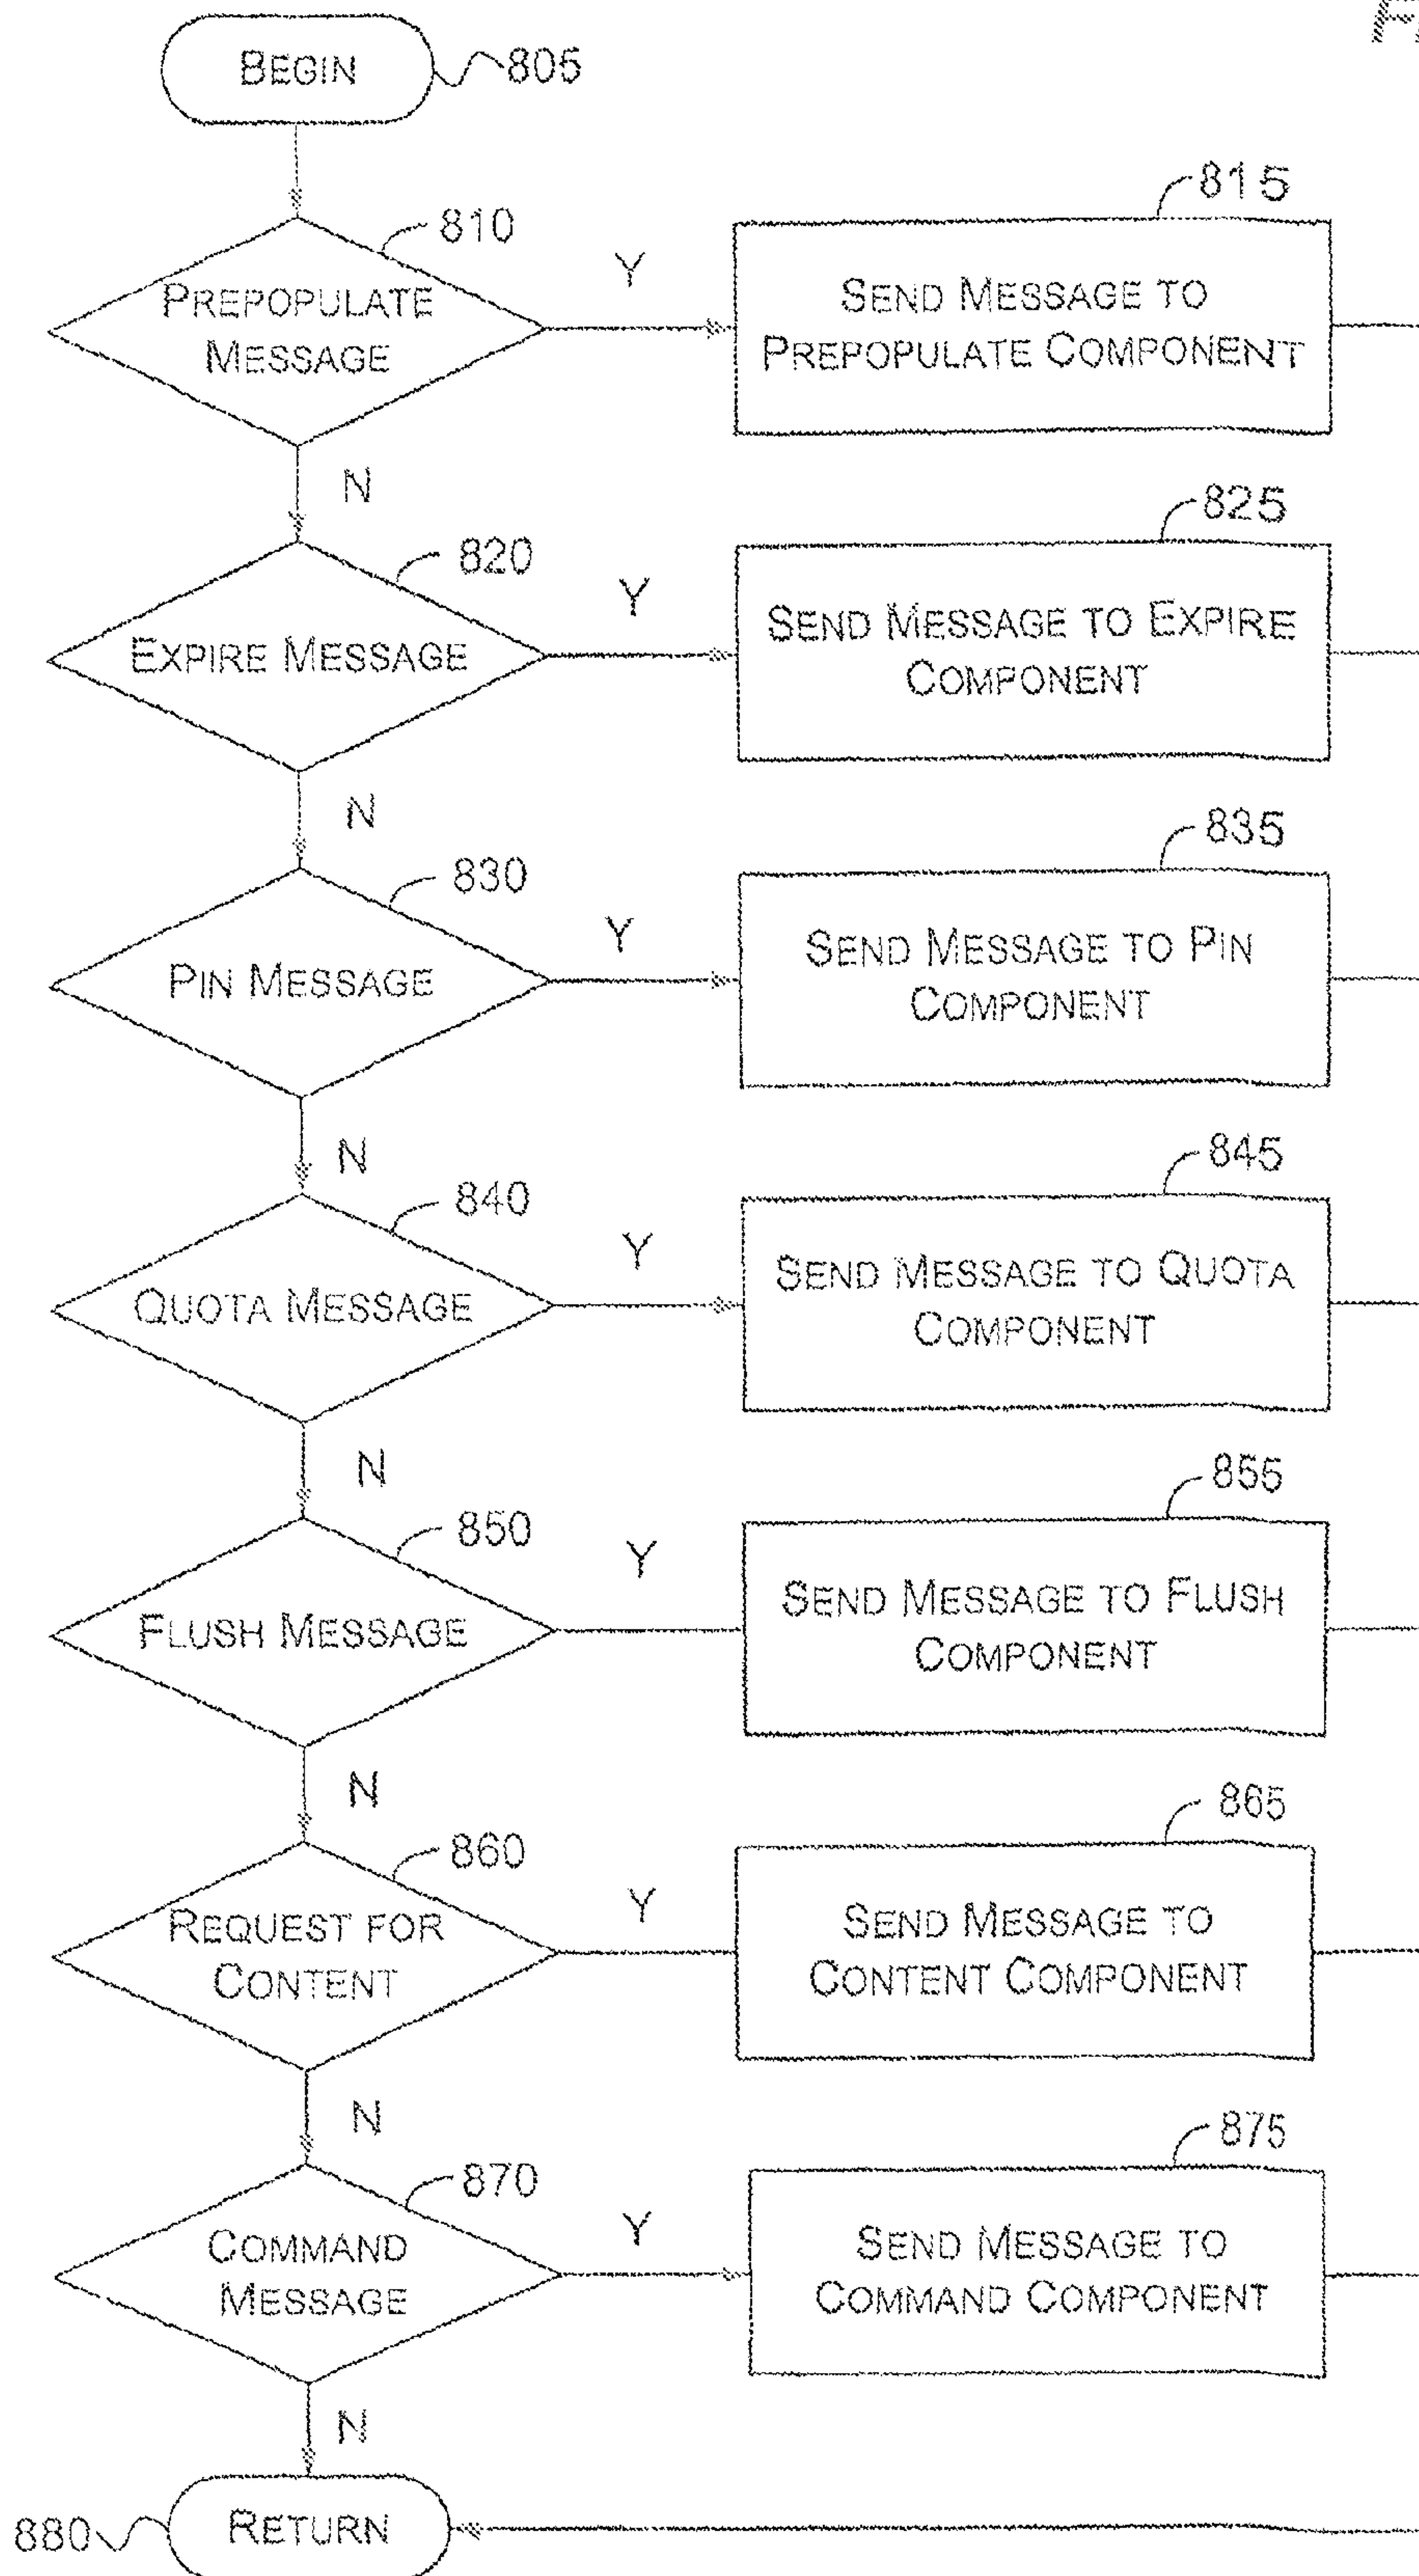 BEGIN
805
810
PREPOPULATE
MESSAGE
Y
815
SEND MESSAGE TO
PREPOPULATE COMPONENT
N
820
EXPIRE MESSAGE
Y
825
SEND MESSAGE TO EXPIRE
COMPONENT
N
830
PIN MESSAGE
Y
835
SEND MESSAGE TO PIN
COMPONENT
N
840
QUOTA MESSAGE
Y
845
SEND MESSAGE TO QUOTA
COMPONENT
N
850
FLUSH MESSAGE
Y
855
SEND MESSAGE TO FLUSH
COMPONENT
N
860
REQUEST FOR
CONTENT
Y
865
SEND MESSAGE TO
CONTENT COMPONENT
N
870
COMMAND
MESSAGE
Y
875
SEND MESSAGE TO
COMMAND COMPONENT
N
880
RETURN